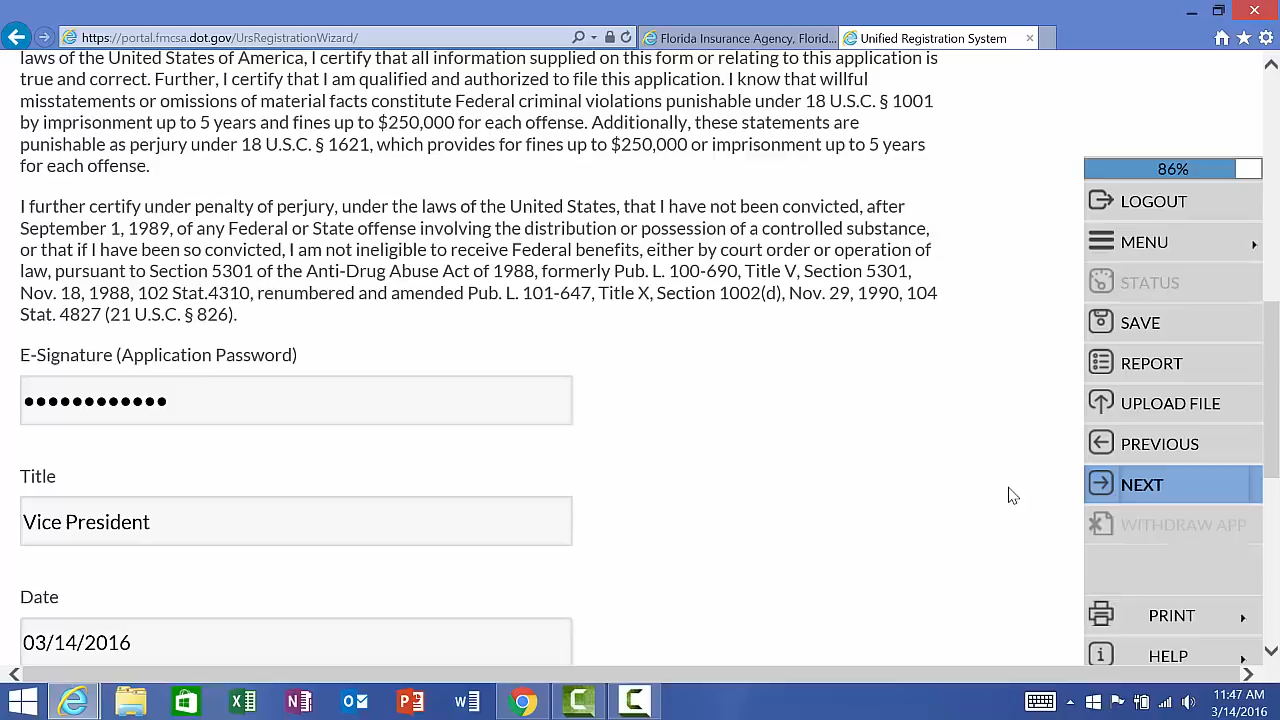 https://portal.fmcsa.dot.gov/UrsRegistrationWizard/
Florida Insurance Agency, Florid...
Unified Registration System
laws of the United States of America, I certify that all information supplied on this form or relating to this application is
true and correct. Further, I certify that I am qualified and authorized to file this application. I know that willful
misstatements or omissions of material facts constitute Federal criminal violations punishable under 18 U.S.C. § 1001
by imprisonment up to 5 years and fines up to $250,000 for each offense. Additionally, these statements are
punishable as perjury under 18 U.S.C. § 1621, which provides for fines up to $250,000 or imprisonment up to 5 years
for each offense.
I further certify under penalty of perjury, under the laws of the United States, that I have not been convicted, after
September 1, 1989, of any Federal or State offense involving the distribution or possession of a controlled substance,
or that if I have been so convicted, I am not ineligible to receive Federal benefits, either by court order or operation of
law, pursuant to Section 5301 of the Anti-Drug Abuse Act of 1988, formerly Pub. L. 100-690, Title V, Section 5301,
Nov. 18, 1988, 102 Stat.4310, renumbered and amended Pub. L. 101-647, Title X, Section 1002(d), Nov. 29, 1990, 104
Stat. 4827 (21 U.S.C. § 826).
E-Signature (Application Password)
••••••••••••
Title
Vice President
Date
03/14/2016
86%
LOGOUT
MENU
STATUS
SAVE
REPORT
UPLOAD FILE
PREVIOUS
NEXT
WITHDRAW APP
PRINT
HELP
11:47 AM
3/14/2016